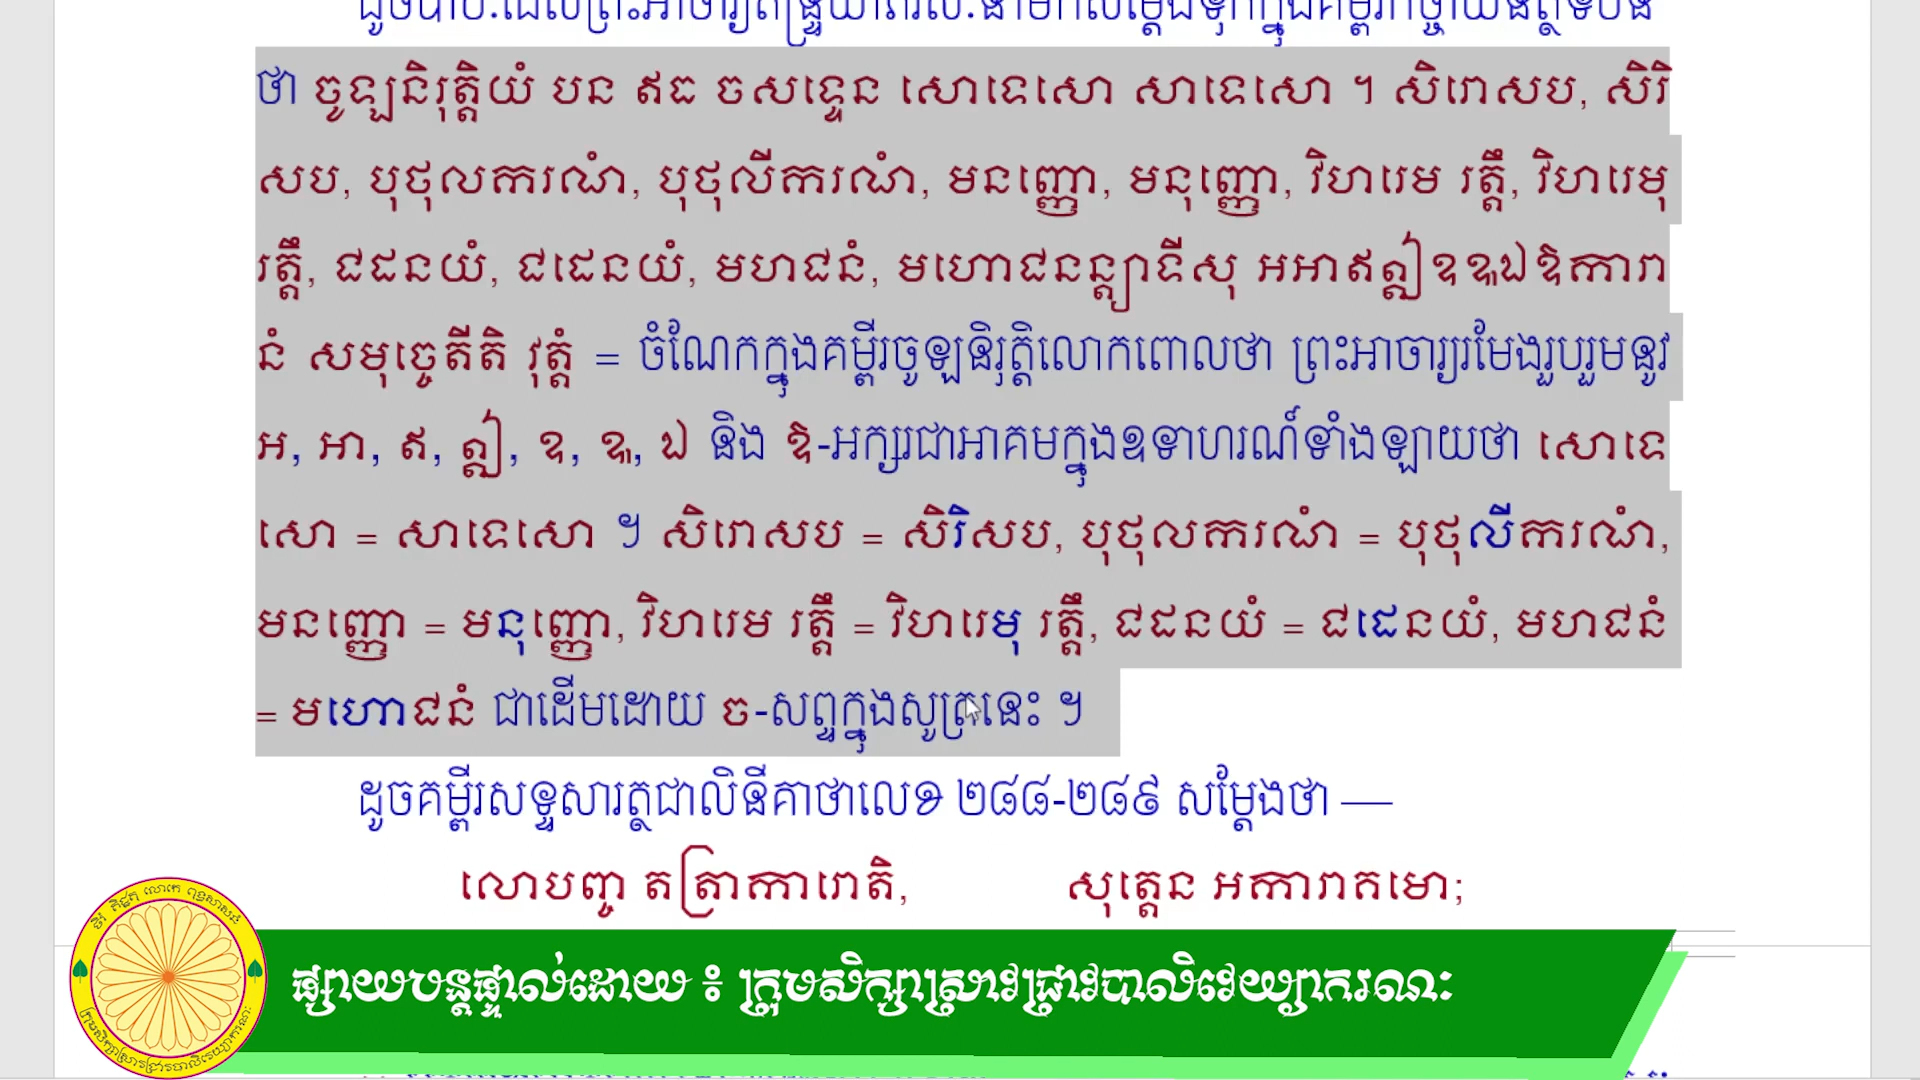 ថា ចូឡនិរុត្តិយំ បន ឥធ ចសទ្ទេន សោទេសោ សាទេសោ ។ សិរោសប, សិរិ
សប, បុថុលករណំ, បុថុលីករណំ, មនញ្ញោ, មនុញ្ញោ, វិហរេម រត្តឹ, វិហរេមុ
រត្តឹ, ជដនយំ, ជដេនយំ, មហជនំ, មហោជនន្ត្យាទីសុ អអាឥឦឧឩឯឱការា
នំ សមុច្ចេតីតិ វុត្តំ = ចំណែកក្នុងគម្ពីរចូឡនិរុត្តិលោកពោលថា ព្រះអាចារ្យរមែងរួបរួមនូវ
អ, អា, ឥ, ឦ, ឧ, ឩ, ឯ និង ឱ-អក្សរជាអាគមក្នុងឧទាហរណ៍ទាំងឡាយថា សោទេ
សោ = សាទេសោ ។ សិរោសប = សិរិសប, បុថុលករណំ = បុថុលីករណំ,
មនញ្ញោ = មនុញ្ញោ, វិហរេម រត្តឹ = វិហរេមុ រត្តឹ, ជដនយំ = ជដេនយំ, មហជនំ
= មហោជនំ ជាដើមដោយ ច-សព្ទក្នុងសូត្រនេះ ។
ដូចគម្ពីរសទ្ទសារត្ថជាលិនីគាថាលេខ ២៨៨-២៨៩ សម្តែងថា —
លោបញ្ច តត្រាការោតិ, សុត្តេន អការាគមោ;
ផ្សាយបន្តផ្ទាល់ដោយ ៖ ក្រុមសិក្សាស្រាវជ្រាវបាលិវេយ្យាករណៈ